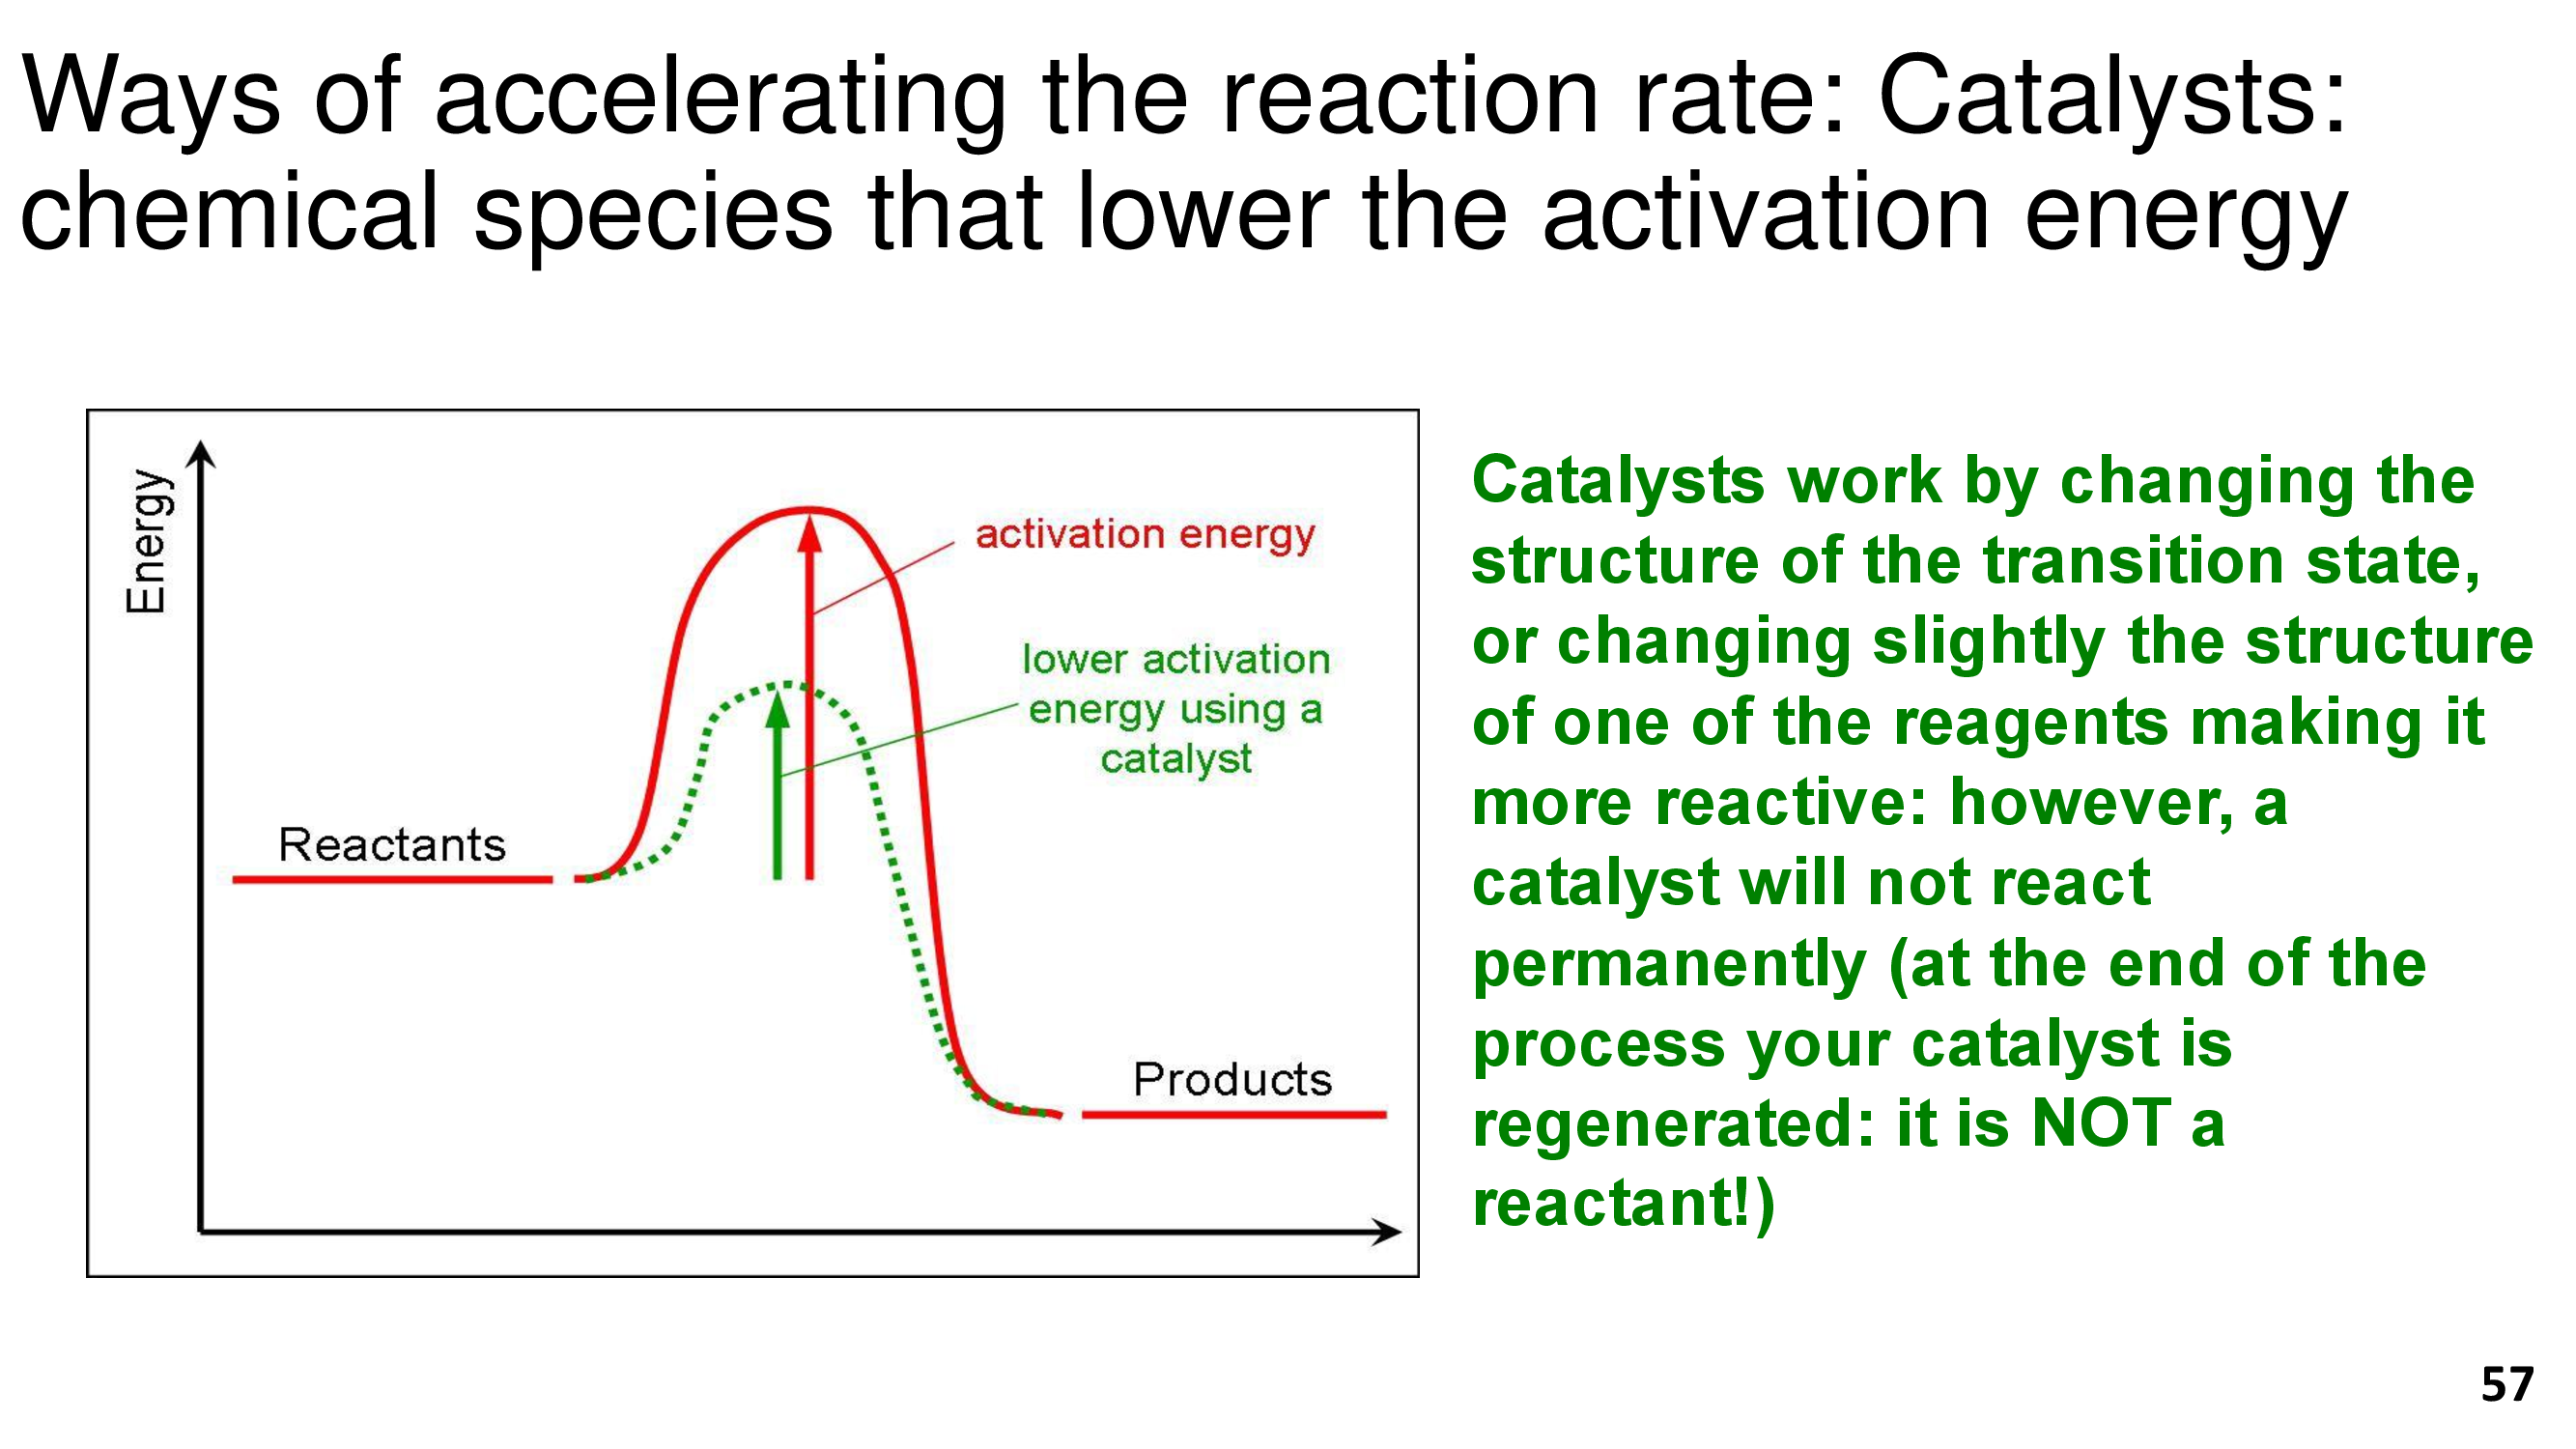 Ways of accelerating the reaction rate: Catalysts:
chemical species that lower the activation energy
Energy
activation energy
lower activation
energy using a
catalyst
Reactants
Products
Catalysts work by changing the
structure of the transition state,
or changing slightly the structure
of one of the reagents making it
more reactive: however, a
catalyst will not react
permanently (at the end of the
process your catalyst is
regenerated: it is NOT a
reactant!)
57